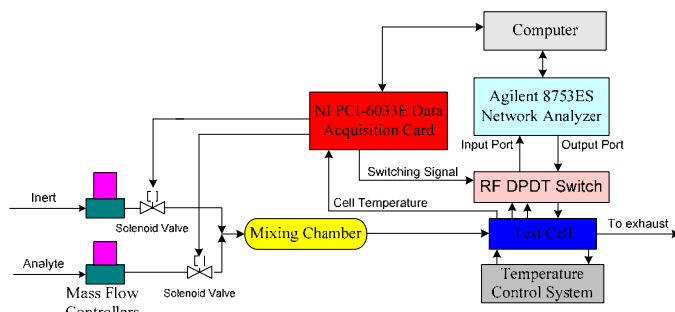 Computer
NI PCI-6033E Data
Acquisition Card
Agilent 8753ES
Network Analyzer
Input Port
Output Port
Switching Signal
RF DPDT Switch
Cell Temperature
Inert
Solenoid Valve
Mixing Chamber
Test Cell
To exhaust
Analyte
Solenoid Valve
Mass Flow
Controllers
Temperature
Control System